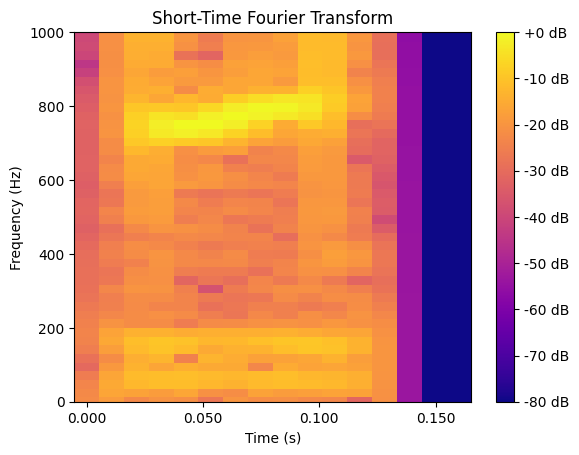 Short-Time Fourier Transform
Frequency (Hz)
1000
800
600
400
200
0
0.000
0.050
0.100
0.150
Time (s)
+0 dB
-10 dB
-20 dB
-30 dB
-40 dB
-50 dB
-60 dB
-70 dB
-80 dB